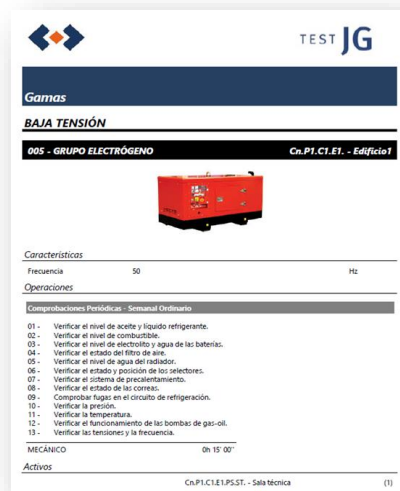 TEST JG
Gamas
BAJA TENSIÓN
005 - GRUPO ELECTRÓGENO Cn.P1.C1.E1. - Edificio1
Características
Frecuencia 50 Hz
Operaciones
Comprobaciones Periódicas - Semanal Ordinario
01 - Verificar el nivel de aceite y líquido refrigerante.
02 - Verificar el nivel de combustible.
03 - Verificar el nivel de electrolito y agua de las baterías.
04 - Verificar el estado del filtro de aire.
05 - Verificar el nivel de agua del radiador.
06 - Verificar el estado y posición de los selectores.
07 - Verificar el sistema de precalentamiento.
08 - Verificar el estado de las correas.
09 - Comprobar fugas en el circuito de refrigeración.
10 - Verificar la presión.
11 - Verificar la temperatura.
12 - Verificar el funcionamiento de las bombas de gas-oil.
13 - Verificar las tensiones y la frecuencia.
MECÁNICO 0h 15' 00''
Activos
Cn.P1.C1.E1.PS.ST. - Sala técnica (1)